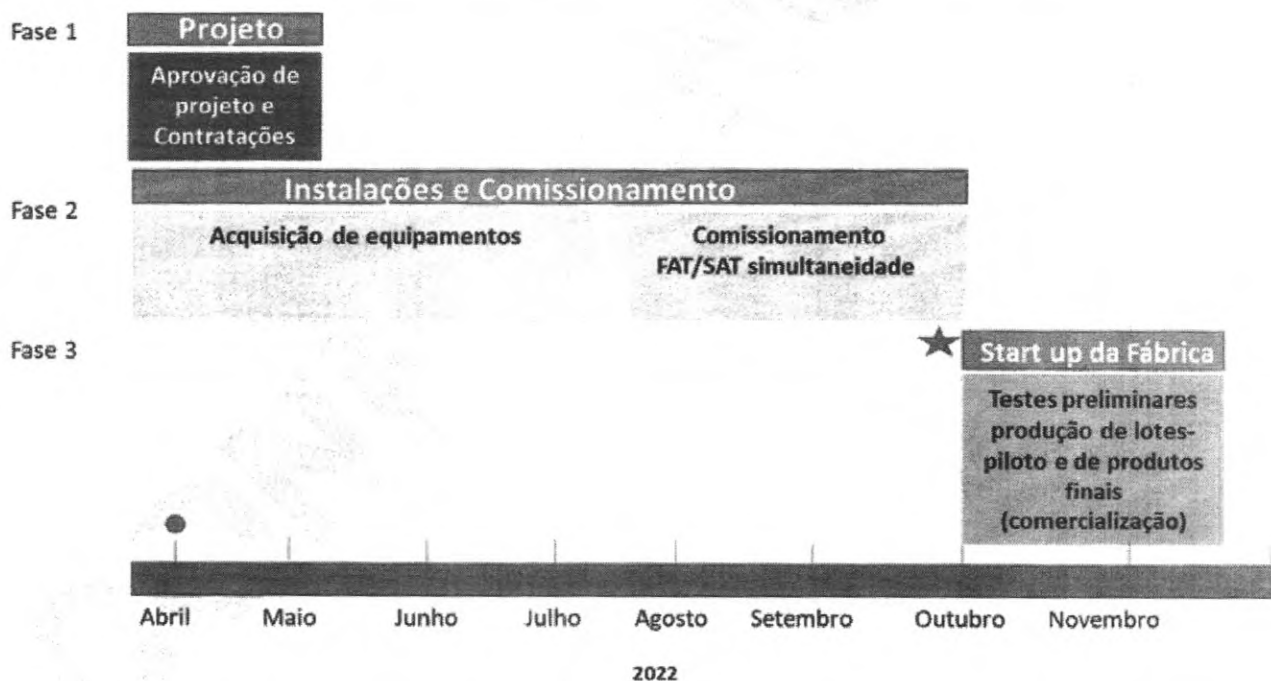 Fase 1
Projeto
Aprovação de
projeto e
Contratações
Fase 2
Instalações e Comissionamento
Acquisição de equipamentos
Comissionamento
FAT/SAT simultaneidade
Fase 3
Start up da Fábrica
Testes preliminares
produção de lotes-
piloto e de produtos
finais
(comercialização)
Abril Maio Junho Julho Agosto Setembro Outubro Novembro
2022